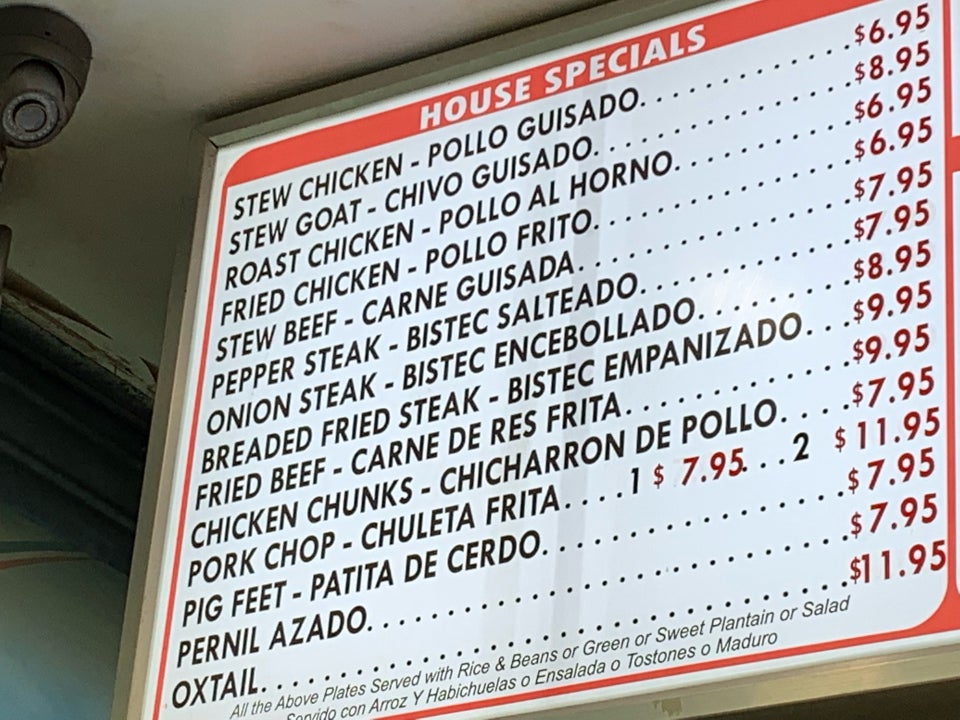 HOUSE SPECIALS
STEW CHICKEN - POLLO GUISADO. . . . . . . . . . . . $6.95
STEW GOAT - CHIVO GUISADO. . . . . . . . . . . . . . . $8.95
ROAST CHICKEN - POLLO AL HORNO. . . . . . . . . . $6.95
FRIED CHICKEN - POLLO FRITO. . . . . . . . . . . . . . . $6.95
STEW BEEF - CARNE GUISADA. . . . . . . . . . . . . . . . $7.95
PEPPER STEAK - BISTEC SALTEADO. . . . . . . . . . . . $7.95
ONION STEAK - BISTEC ENCEBOLLADO. . . . . . . . . $8.95
BREADED FRIED STEAK - BISTEC EMPANIZADO. . . $9.95
FRIED BEEF - CARNE DE RES FRITA. . . . . . . . . . . . . $9.95
CHICKEN CHUNKS - CHICHARRON DE POLLO. . . . $7.95
PORK CHOP - CHULETA FRITA. . . . 1 $ 7.95. . . 2 $ 11.95
PIG FEET - PATITA DE CERDO. . . . . . . . . . . . . . . . . $ 7.95
PERNIL AZADO. . . . . . . . . . . . . . . . . . . . . . . . . . $ 7.95
OXTAIL. . . . . . . . . . . . . . . . . . . . . . . . . . . . . . . $11.95
All the Above Plates Served with Rice & Beans or Green or Sweet Plantain or Salad
Servido con Arroz Y Habichuelas o Ensalada o Tostones o Maduro